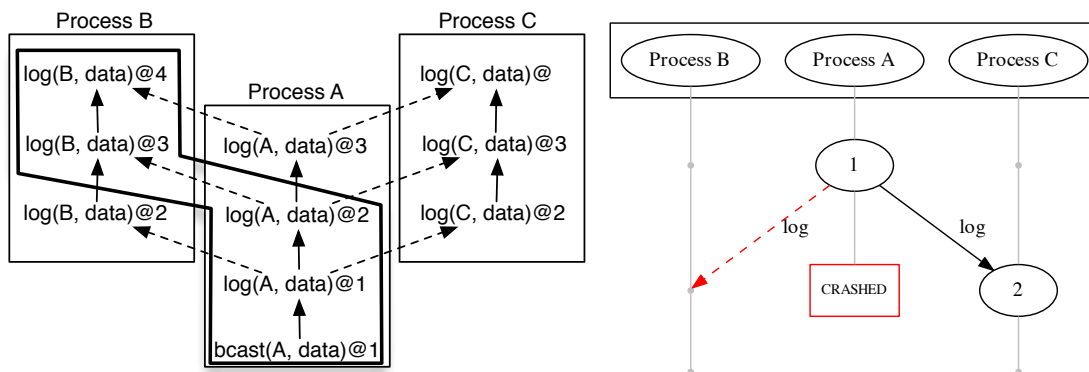 Process B
log(B, data)@4
log(B, data)@3
log(B, data)@2
Process A
log(A, data)@3
log(A, data)@2
log(A, data)@1
bcast(A, data)@1
Process C
log(C, data)@
log(C, data)@3
log(C, data)@2
Process B
Process A
Process C
1
log
log
CRASHED
2